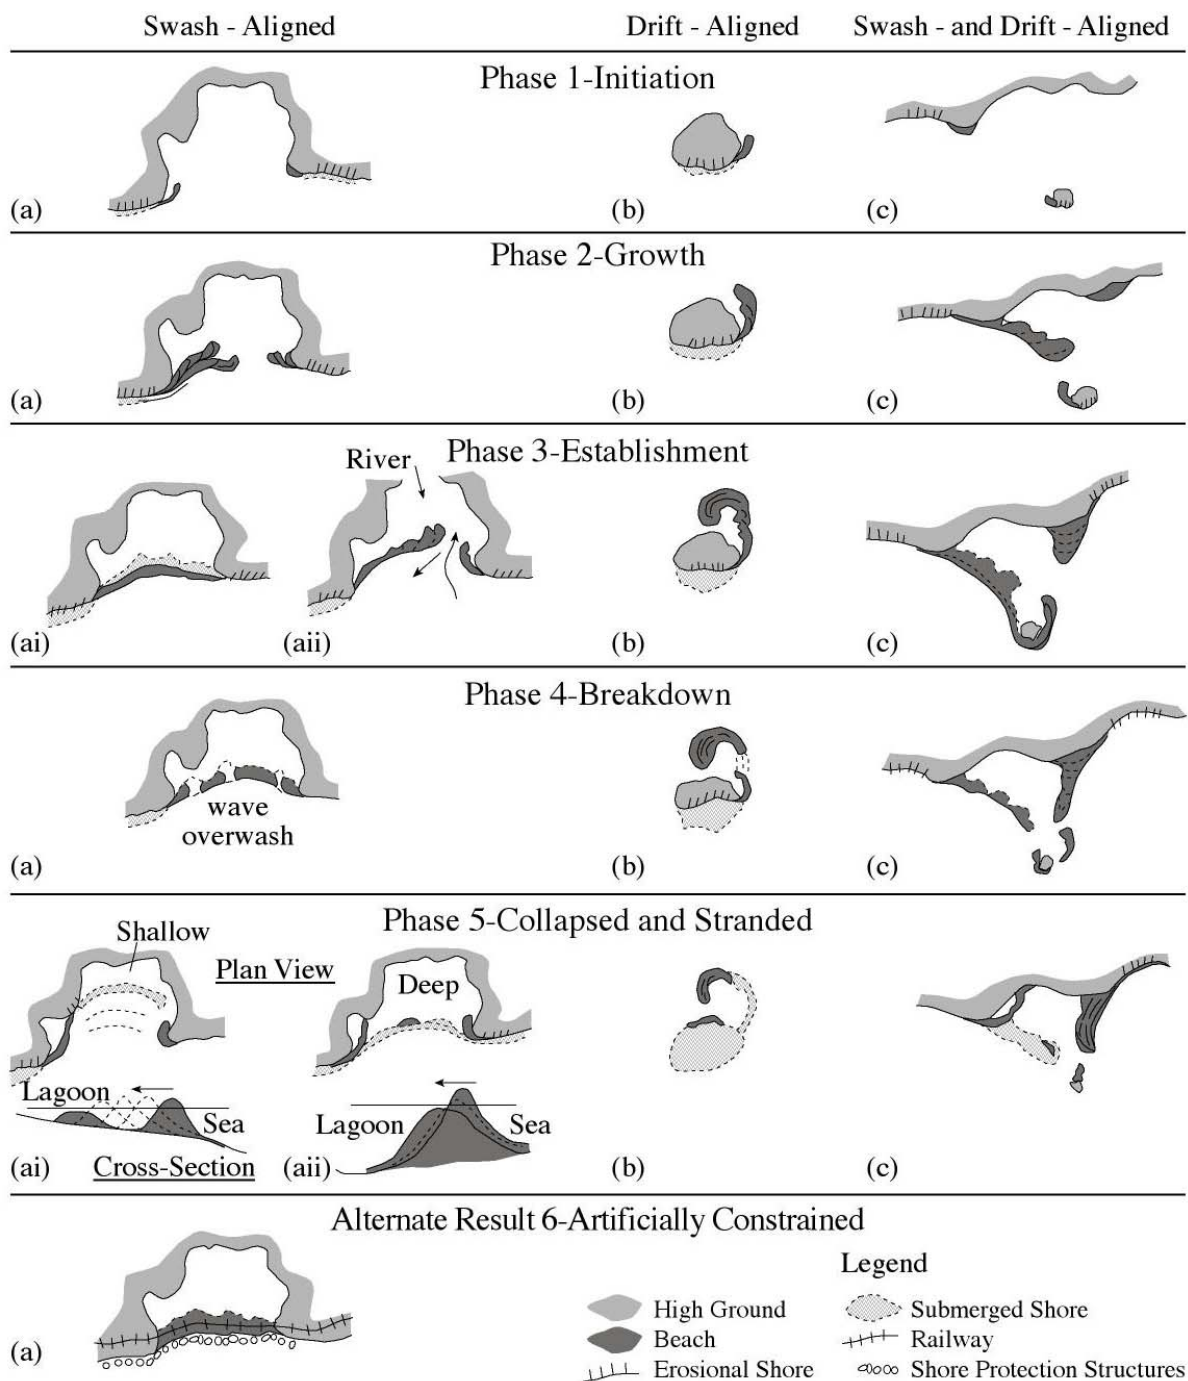 Swash - Aligned
Drift - Aligned
Swash - and Drift - Aligned
Phase 1-Initiation
(a)
(b)
(c)
Phase 2-Growth
(a)
(b)
(c)
Phase 3-Establishment
River
(ai)
(aii)
(b)
(c)
Phase 4-Breakdown
wave
overwash
(a)
(b)
(c)
Phase 5-Collapsed and Stranded
Shallow
Plan View
Deep
Lagoon
Sea
Lagoon
Sea
(ai)
Cross-Section
(aii)
(b)
(c)
Alternate Result 6-Artificially Constrained
Legend
High Ground
Submerged Shore
Beach
Railway
(a)
Erosional Shore
Shore Protection Structures